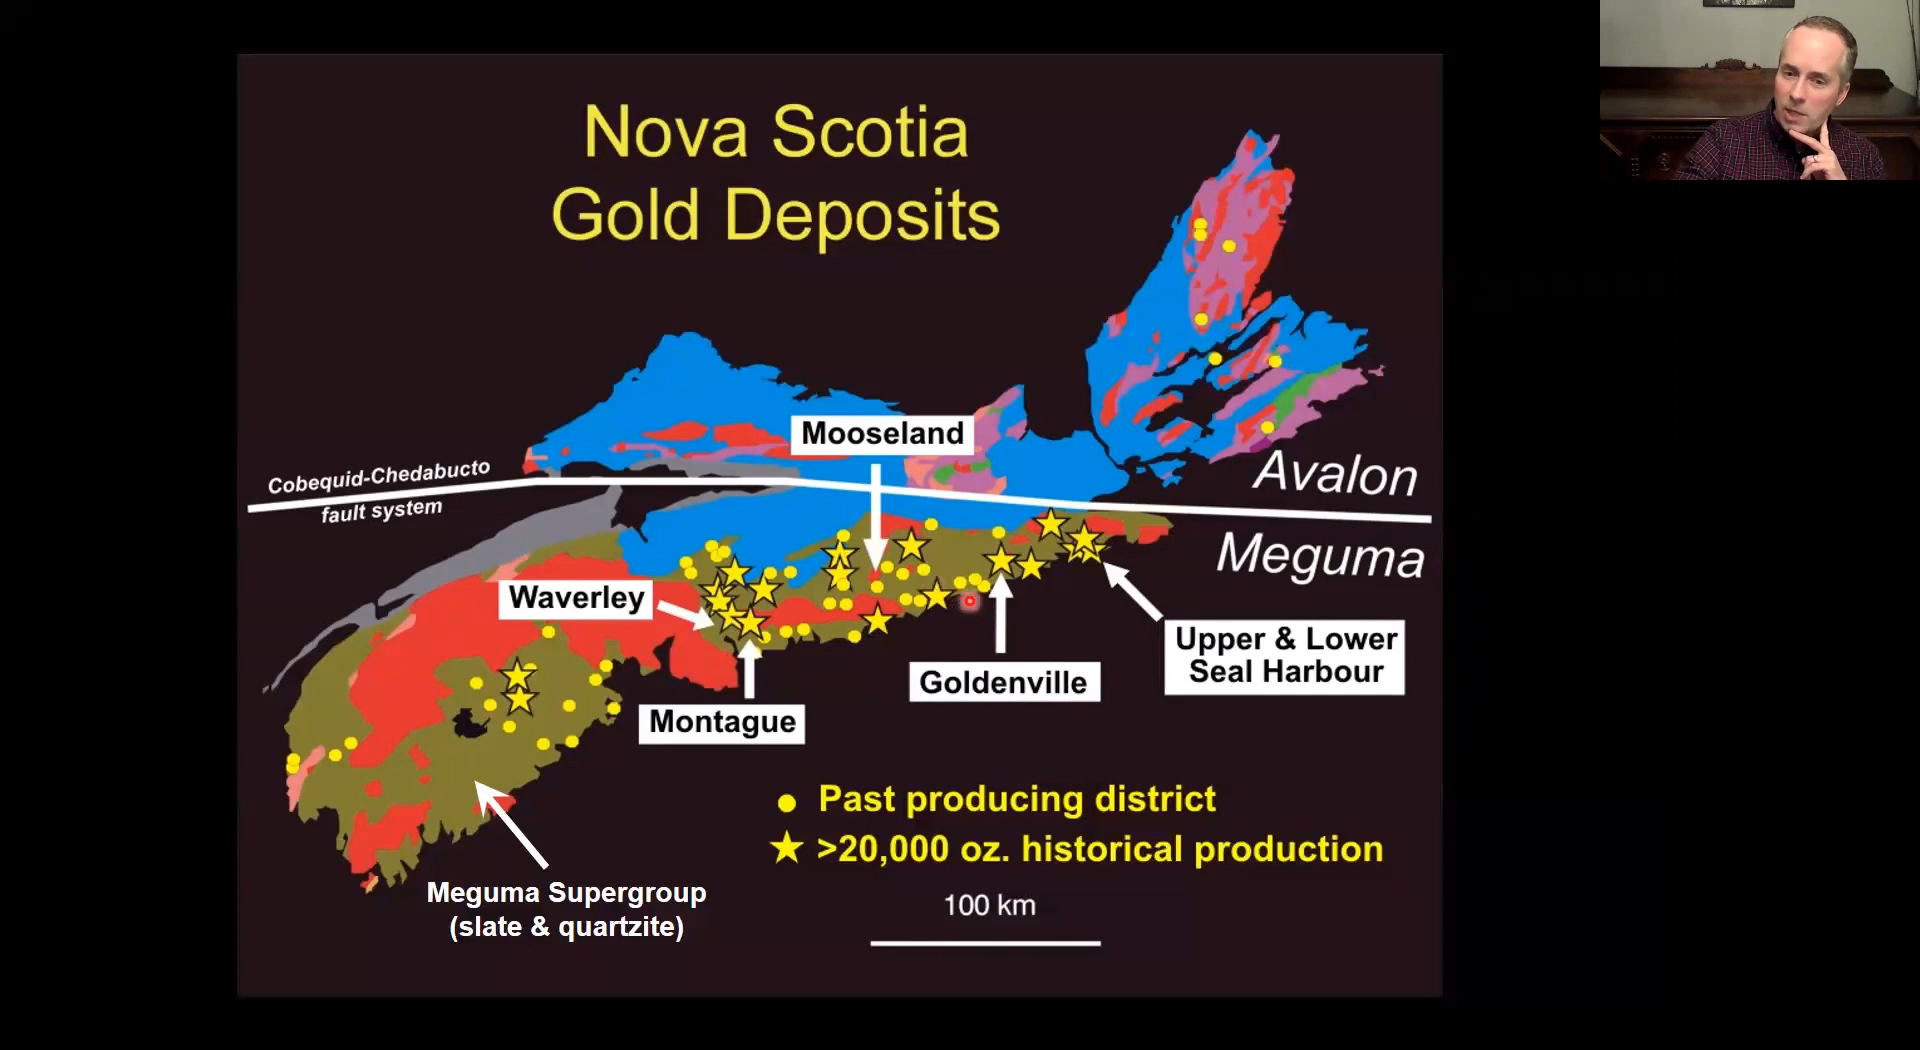 Nova Scotia
Gold Deposits
Mooseland
Cobequid-Chedabucto
fault system
Avalon
Meguma
Waverley
Upper & Lower
Seal Harbour
Goldenville
Montague
Past producing district
>20,000 oz. historical production
Meguma Supergroup
(slate & quartzite)
100 km